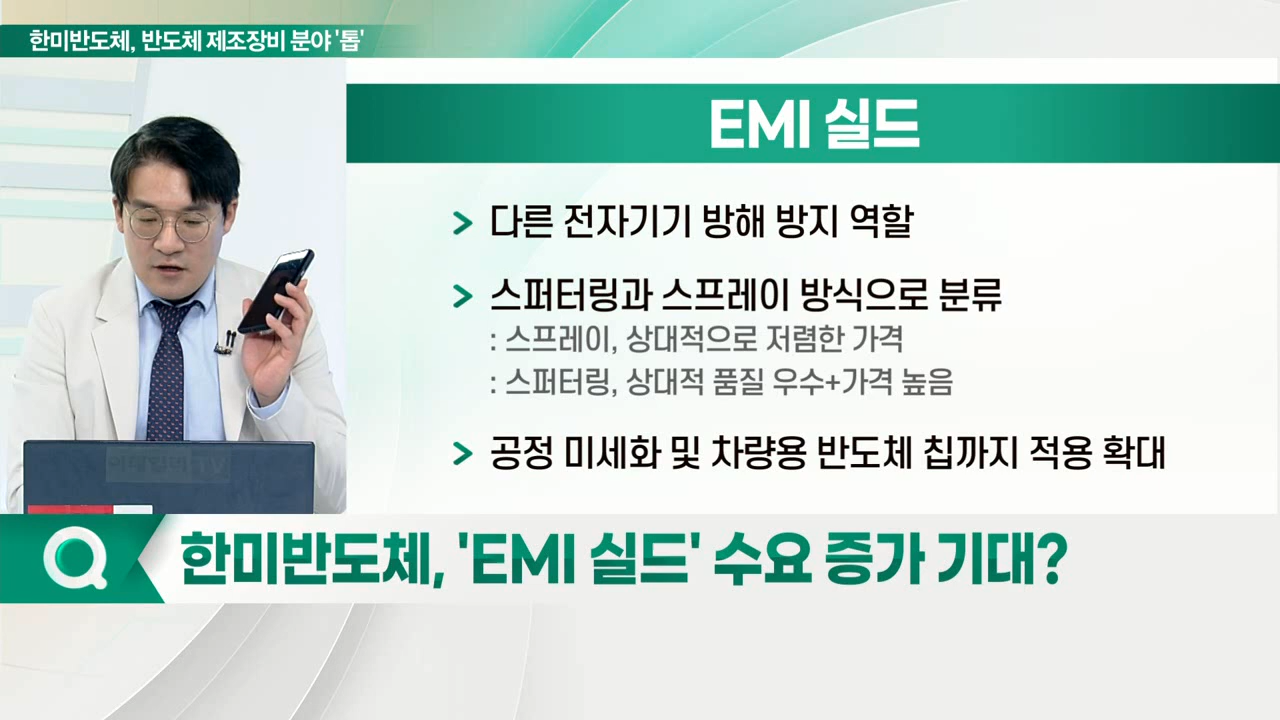 한미반도체, 반도체 제조장비 분야 '톱'
EMI 실드
> 다른 전자기기 방해 방지 역할
> 스퍼터링과 스프레이 방식으로 분류
: 스프레이, 상대적으로 저렴한 가격
: 스퍼터링, 상대적 품질 우수+가격 높음
> 공정 미세화 및 차량용 반도체 칩까지 적용 확대
한미반도체, 'EMI 실드' 수요 증가 기대?